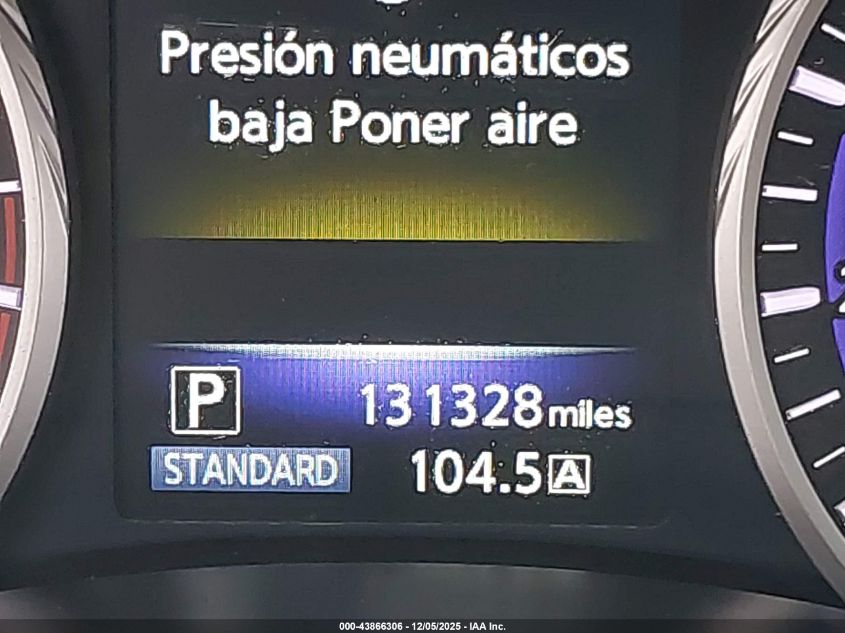 Presión neumáticos
baja Poner aire
P 131328 miles
STANDARD 104.5 A
000-43866306 - 12/05/2025 - IAA Inc.